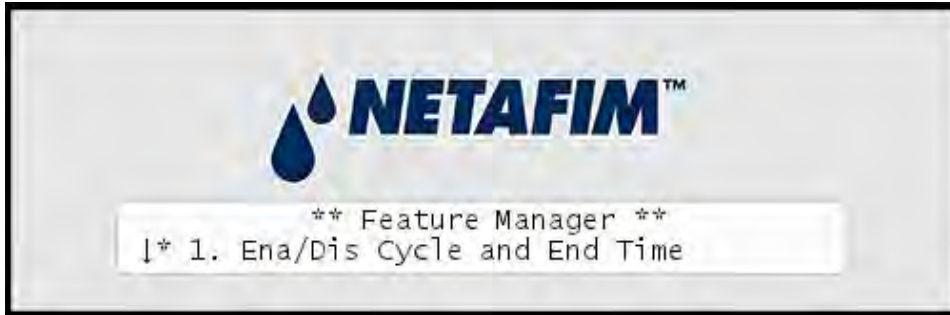 NETAFIM™
** Feature Manager **
↓* 1. Ena/Dis Cycle and End Time